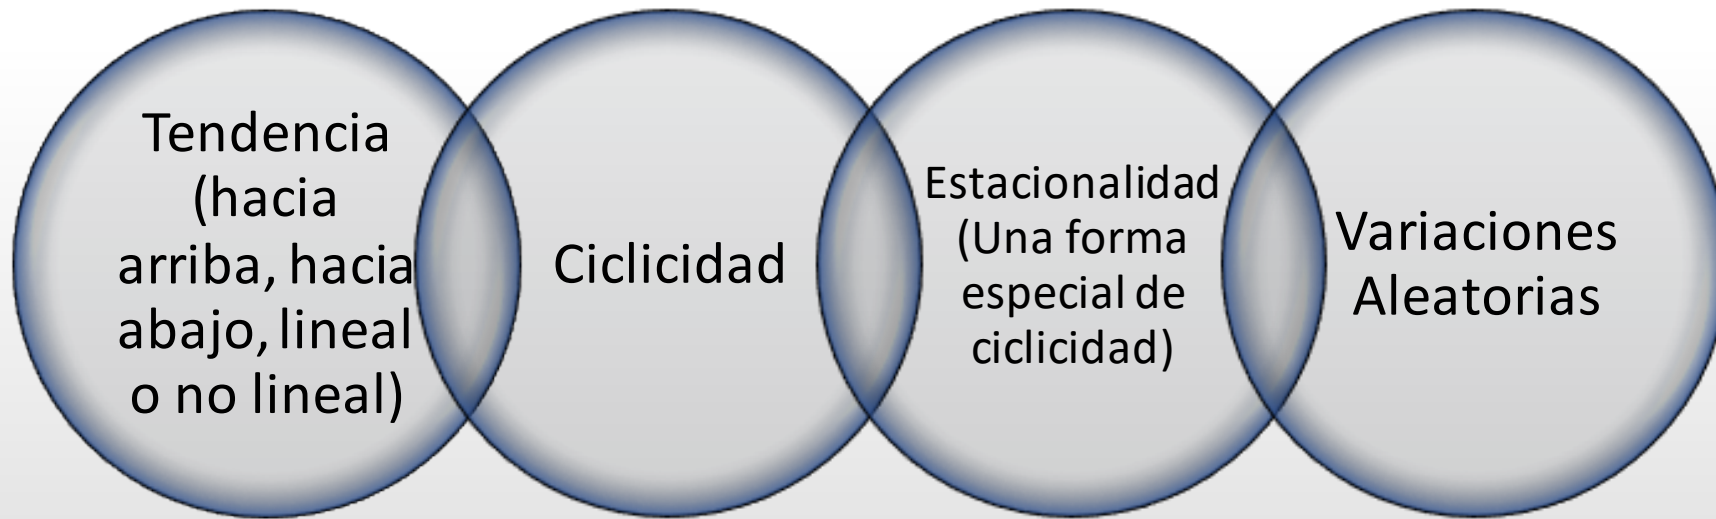 Tendencia
(hacia
arriba, hacia
abajo, lineal
o no lineal)
Ciclicidad
Estacionalidad
(Una forma
especial de
ciclicidad)
Variaciones
Aleatorias